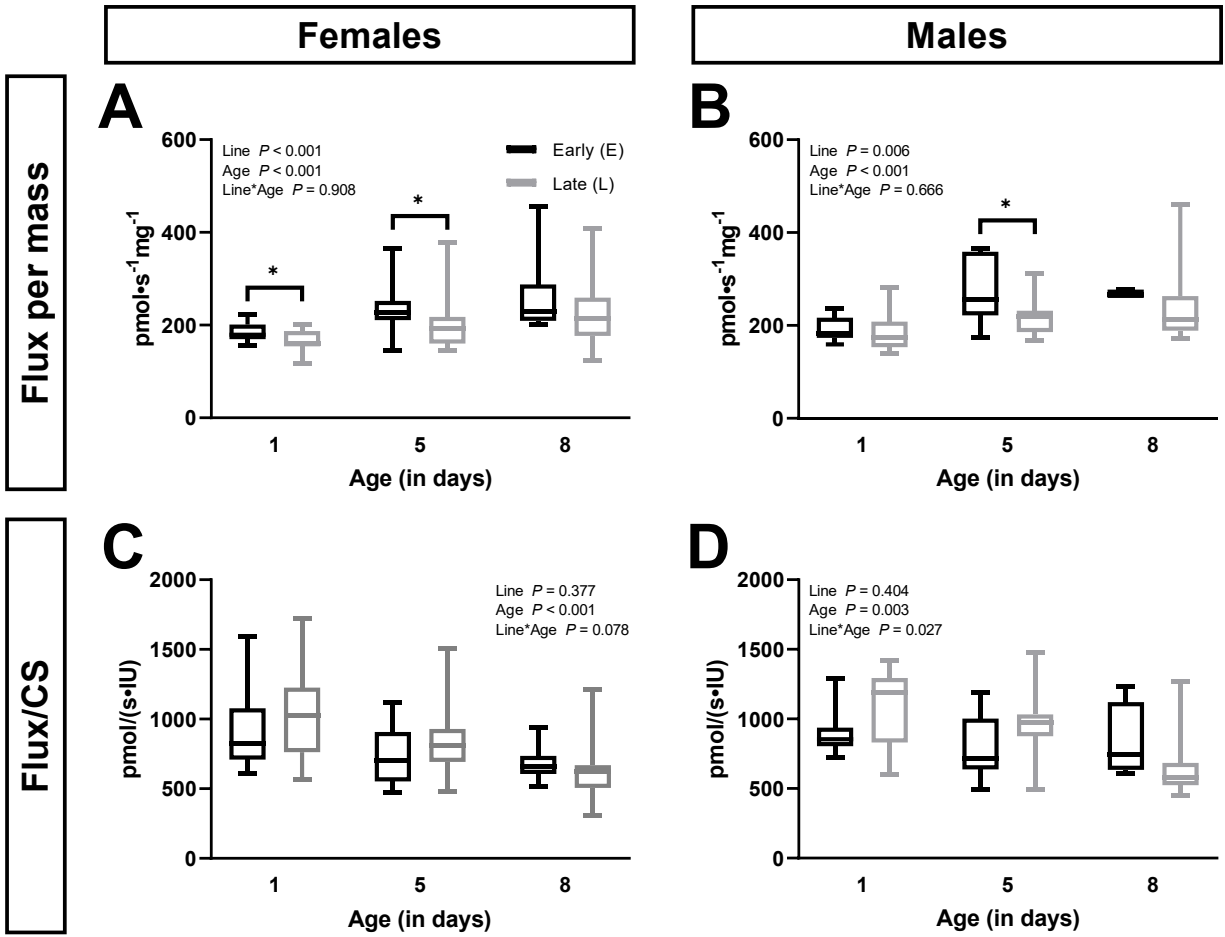 Females
Males
Flux per mass
A
600
400
200
0
pmol•s⁻¹mg⁻¹
Line P < 0.001
Age P < 0.001
Line*Age P = 0.908
Early (E)
Late (L)
*
*
1
5
8
Age (in days)
B
600
400
200
0
pmol•s⁻¹mg⁻¹
Line P = 0.006
Age P < 0.001
Line*Age P = 0.666
*
1
5
8
Age (in days)
Flux/CS
C
2000
1500
1000
500
0
pmol/(s•IU)
Line P = 0.377
Age P < 0.001
Line*Age P = 0.078
1
5
8
Age (in days)
D
2000
1500
1000
500
0
pmol/(s•IU)
Line P = 0.404
Age P = 0.003
Line*Age P = 0.027
1
5
8
Age (in days)